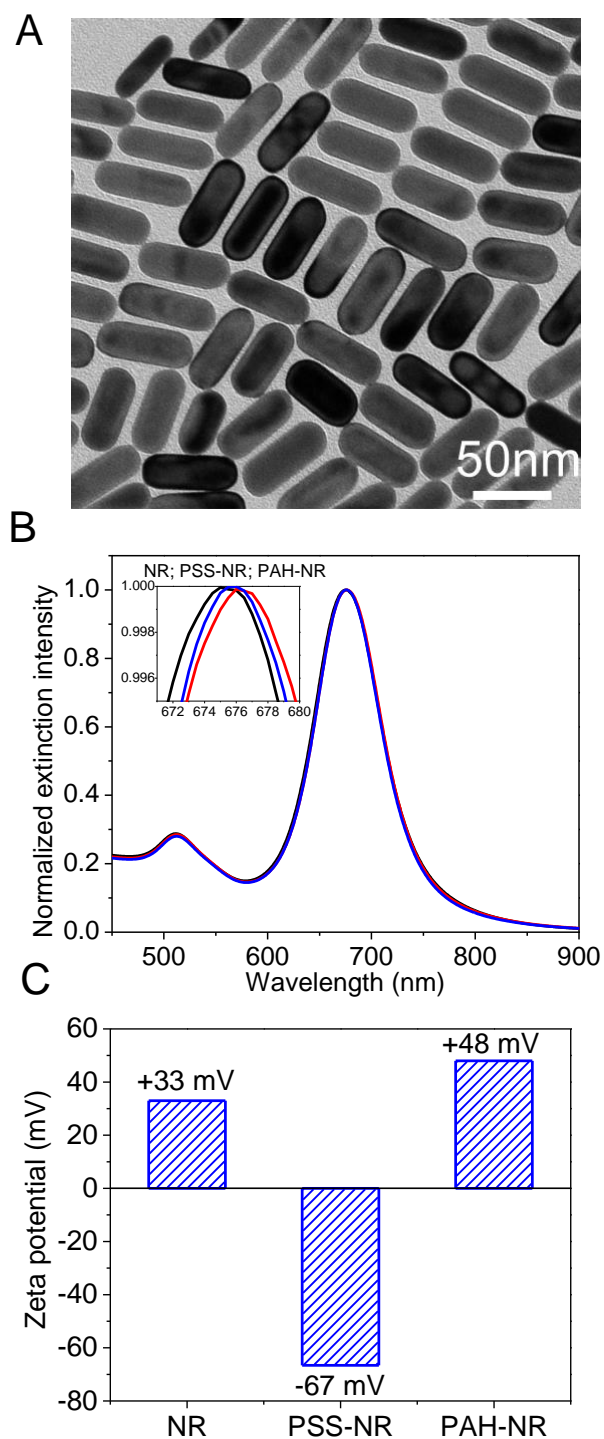 A
50nm
B
NR; PSS-NR; PAH-NR
1.000
0.998
0.996
672 674 676 678 680
Normalized extinction intensity
1.0
0.8
0.6
0.4
0.2
0.0
500 600 700 800 900
Wavelength (nm)
C
Zeta potential (mV)
60
40
20
0
-20
-40
-60
-80
+33 mV
-67 mV
+48 mV
NR PSS-NR PAH-NR